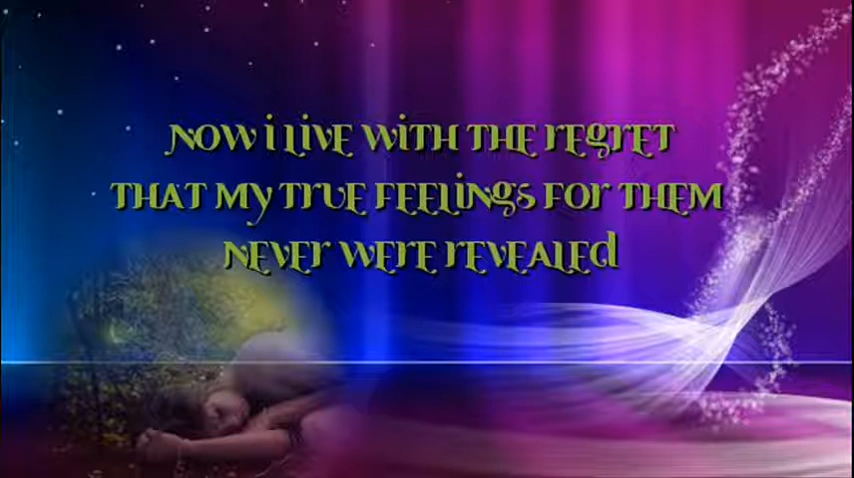 NOW i LiVE WiTH THE rEgRET
THAT My TrUE FEELiNgs FOr THEM
NEVEr WErE rEVEALEd